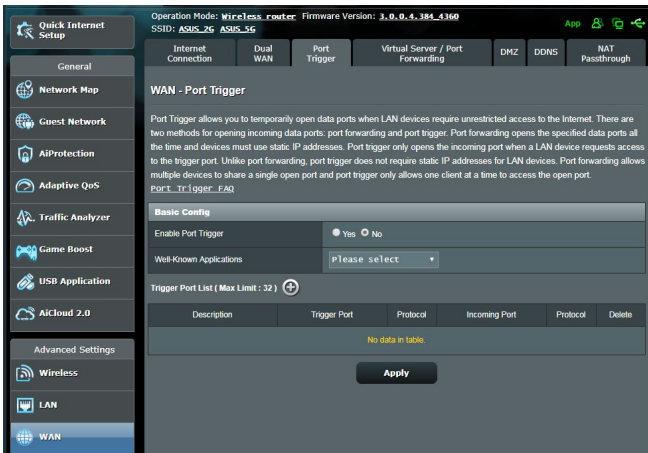 Quick Internet
Setup
General
Network Map
Guest Network
AiProtection
Adaptive QoS
Traffic Analyzer
Game Boost
USB Application
AiCloud 2.0
Advanced Settings
Wireless
LAN
WAN
Operation Mode: Wireless router Firmware Version: 3.0.0.4.384_4360
SSID: ASUS_2G ASUS_5G
App
Internet
Connection
Dual
WAN
Port
Trigger
Virtual Server / Port
Forwarding
DMZ
DDNS
NAT
Passthrough
WAN - Port Trigger
Port Trigger allows you to temporarily open data ports when LAN devices require unrestricted access to the Internet. There are
two methods for opening incoming data ports: port forwarding and port trigger. Port forwarding opens the specified data ports all
the time and devices must use static IP addresses. Port trigger only opens the incoming port when a LAN device requests access
to the trigger port. Unlike port forwarding, port trigger does not require static IP addresses for LAN devices. Port forwarding allows
multiple devices to share a single open port and port trigger only allows one client at a time to access the open port.
Port Trigger FAQ
Basic Config
Enable Port Trigger
Yes No
Well-Known Applications
Please select
Trigger Port List ( Max Limit : 32 )
Description Trigger Port Protocol Incoming Port Protocol Delete
No data in table.
Apply